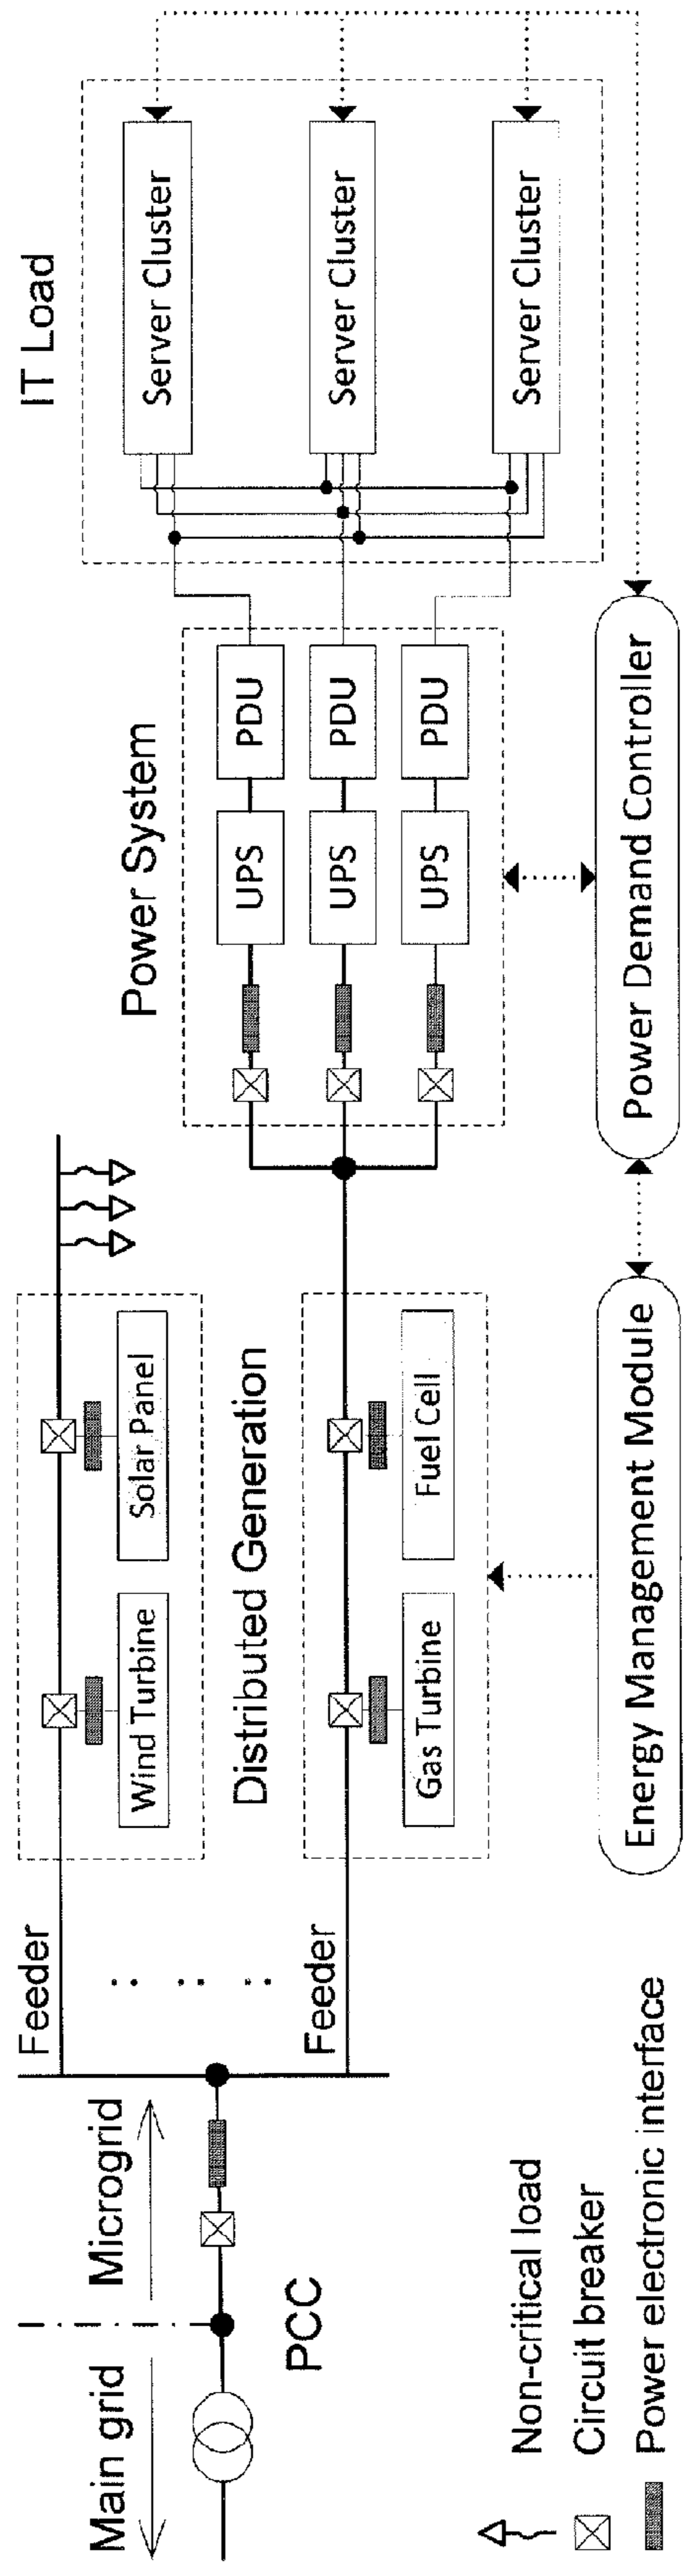 Main grid
Microgrid
PCC
Feeder
Feeder
Wind Turbine
Solar Panel
Distributed Generation
Gas Turbine
Fuel Cell
Power System
UPS
PDU
UPS
PDU
UPS
PDU
IT Load
Server Cluster
Server Cluster
Server Cluster
Energy Management Module
Power Demand Controller
Non-critical load
Circuit breaker
Power electronic interface